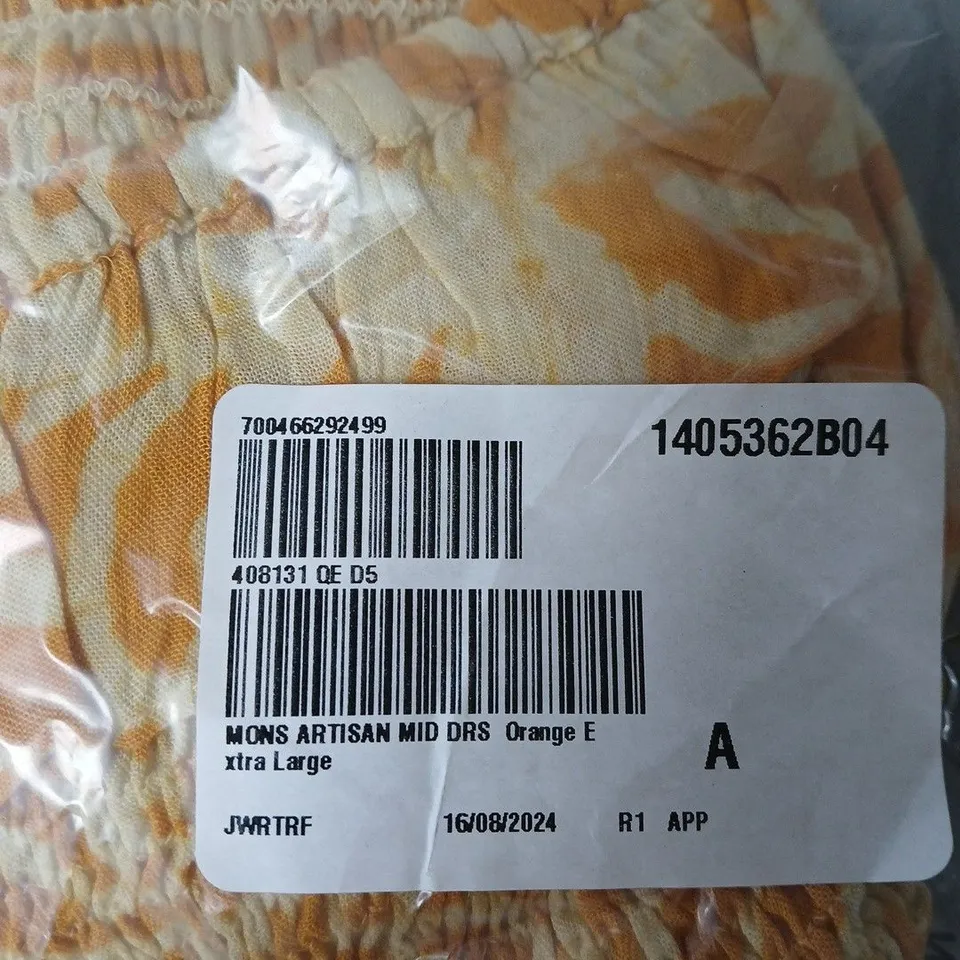 700466292499
1405362B04
408131 QE D5
MONS ARTISAN MID DRS Orange E
xtra Large
A
JWRTRF 16/08/2024 R1 APP